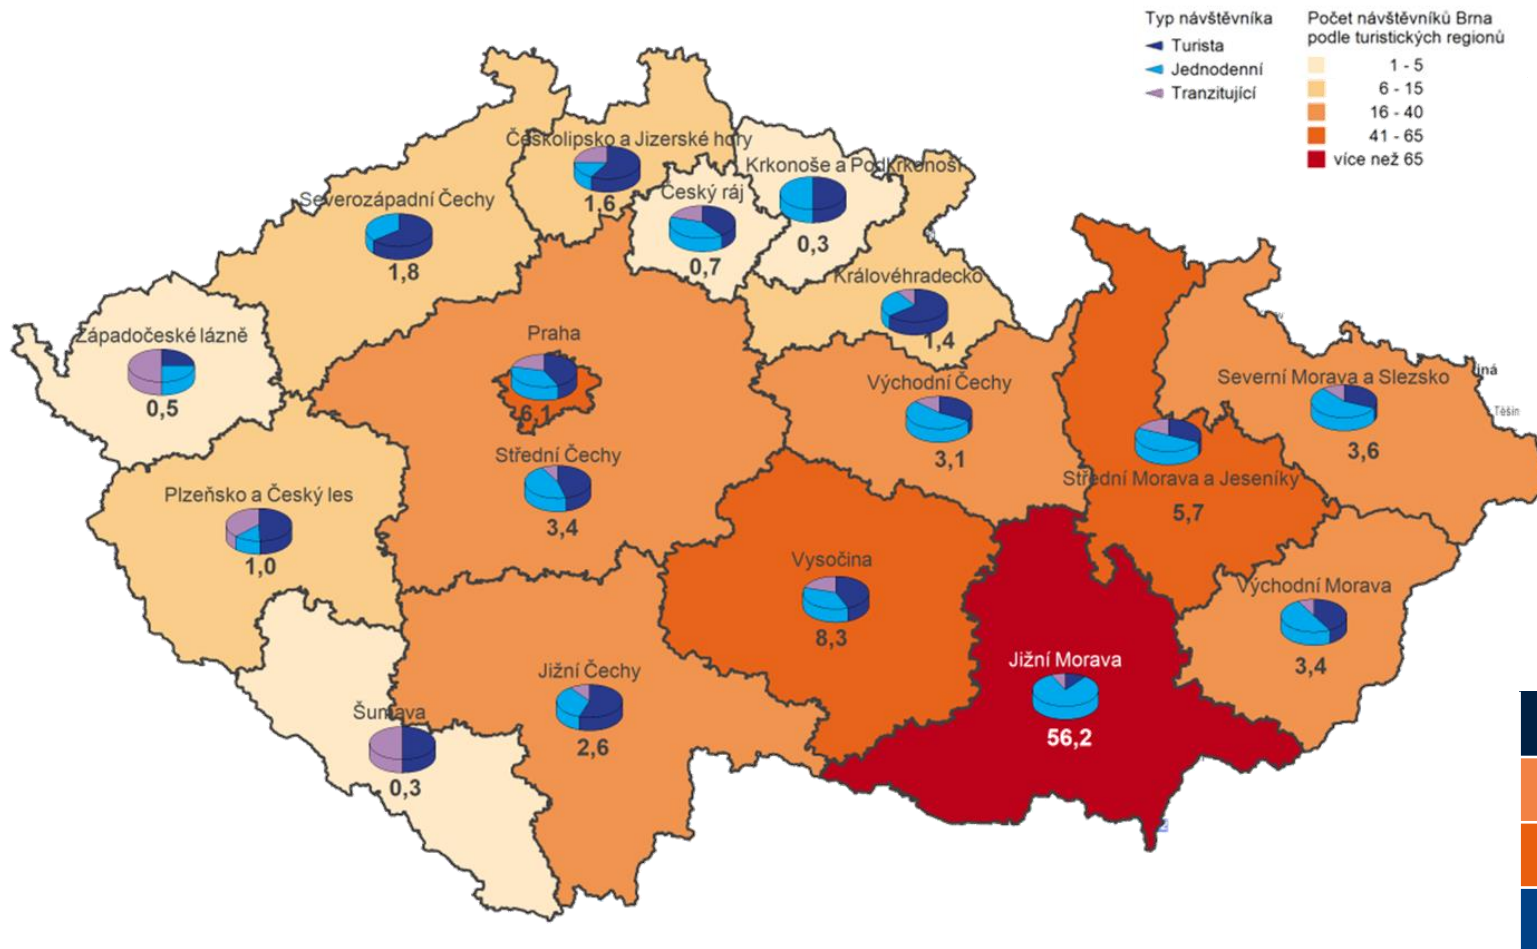 Typ návštěvníka
Turista
Jednodenní
Tranzitující
Počet návštěvníků Brna
podle turistických regionů
1 - 5
6 - 15
16 - 40
41 - 65
více než 65
Českolipsko a Jizerské hory
1,6
Krkonoše a Podkrkonoší
0,3
Český ráj
0,7
Severozápadní Čechy
1,8
Královéhradecko
1,4
Západočeské lázně
0,5
Praha
6,1
Východní Čechy
3,1
Severní Morava a Slezsko
3,6
iná
Těšín
Střední Čechy
3,4
Střední Morava a Jeseníky
5,7
Plzeňsko a Český les
1,0
Vysočina
8,3
Východní Morava
3,4
Jižní Morava
56,2
Jižní Čechy
2,6
Šumava
0,3